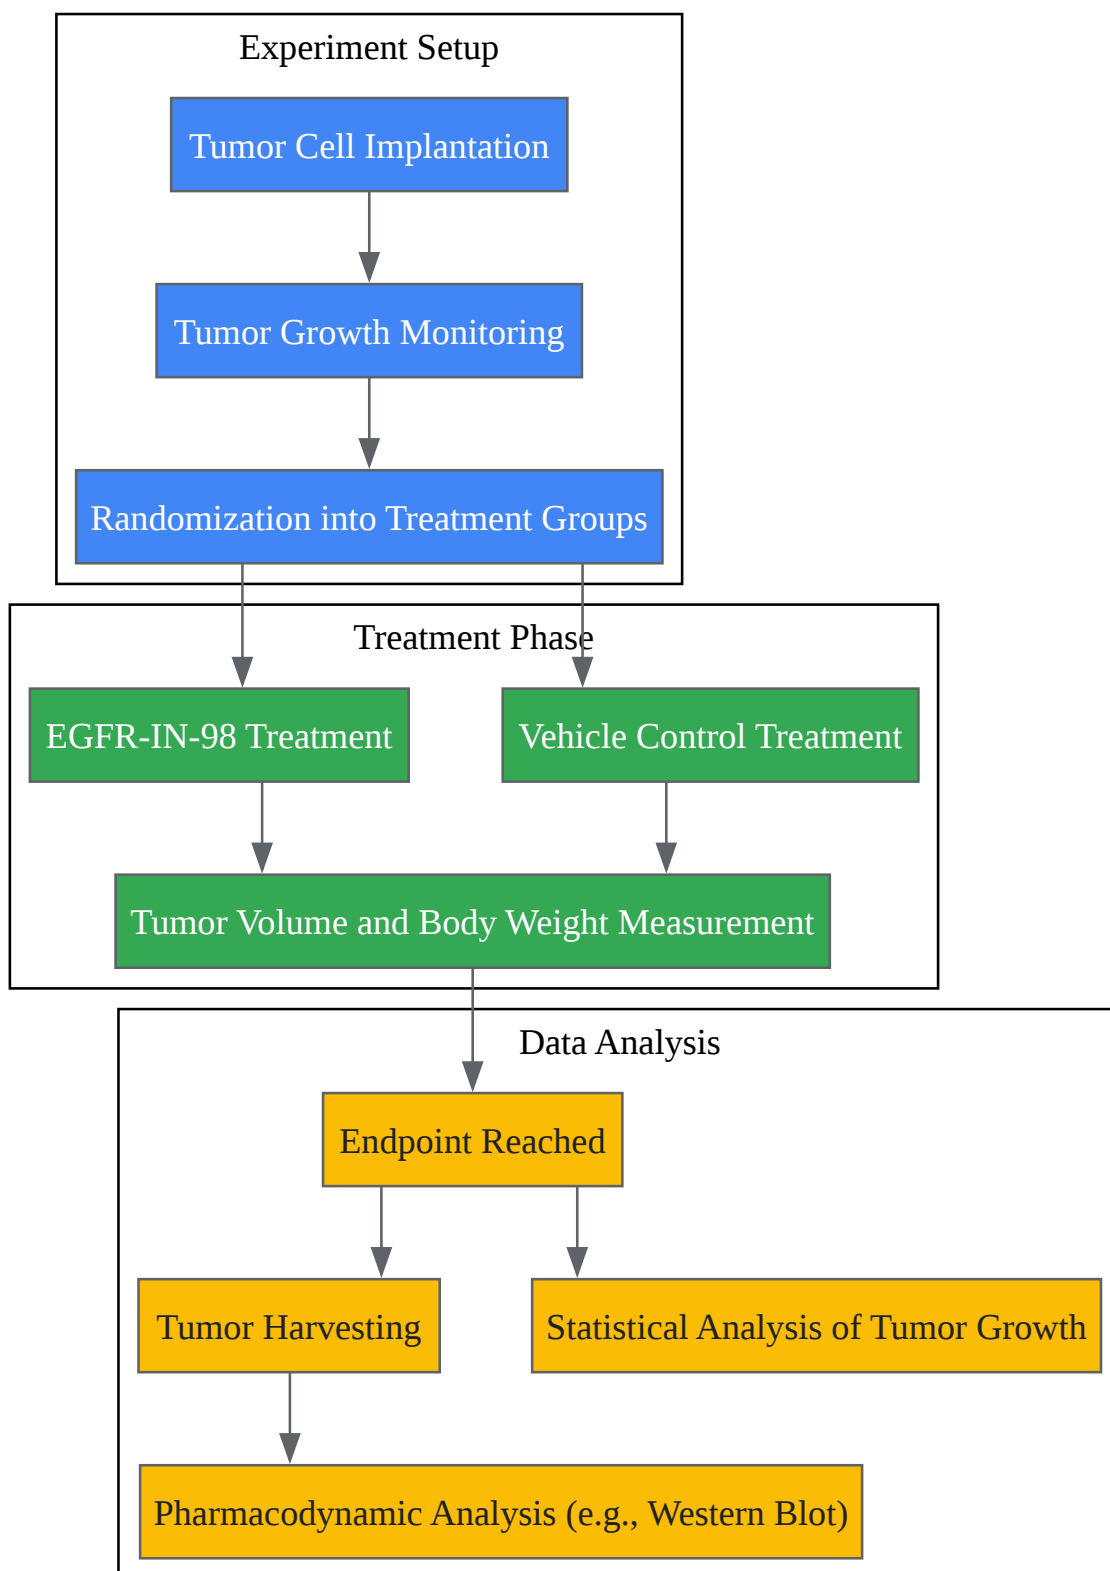 Experiment Setup
Tumor Cell Implantation
Tumor Growth Monitoring
Randomization into Treatment Groups
Treatment Phase
EGFR-IN-98 Treatment
Vehicle Control Treatment
Tumor Volume and Body Weight Measurement
Data Analysis
Endpoint Reached
Tumor Harvesting
Statistical Analysis of Tumor Growth
Pharmacodynamic Analysis (e.g., Western Blot)